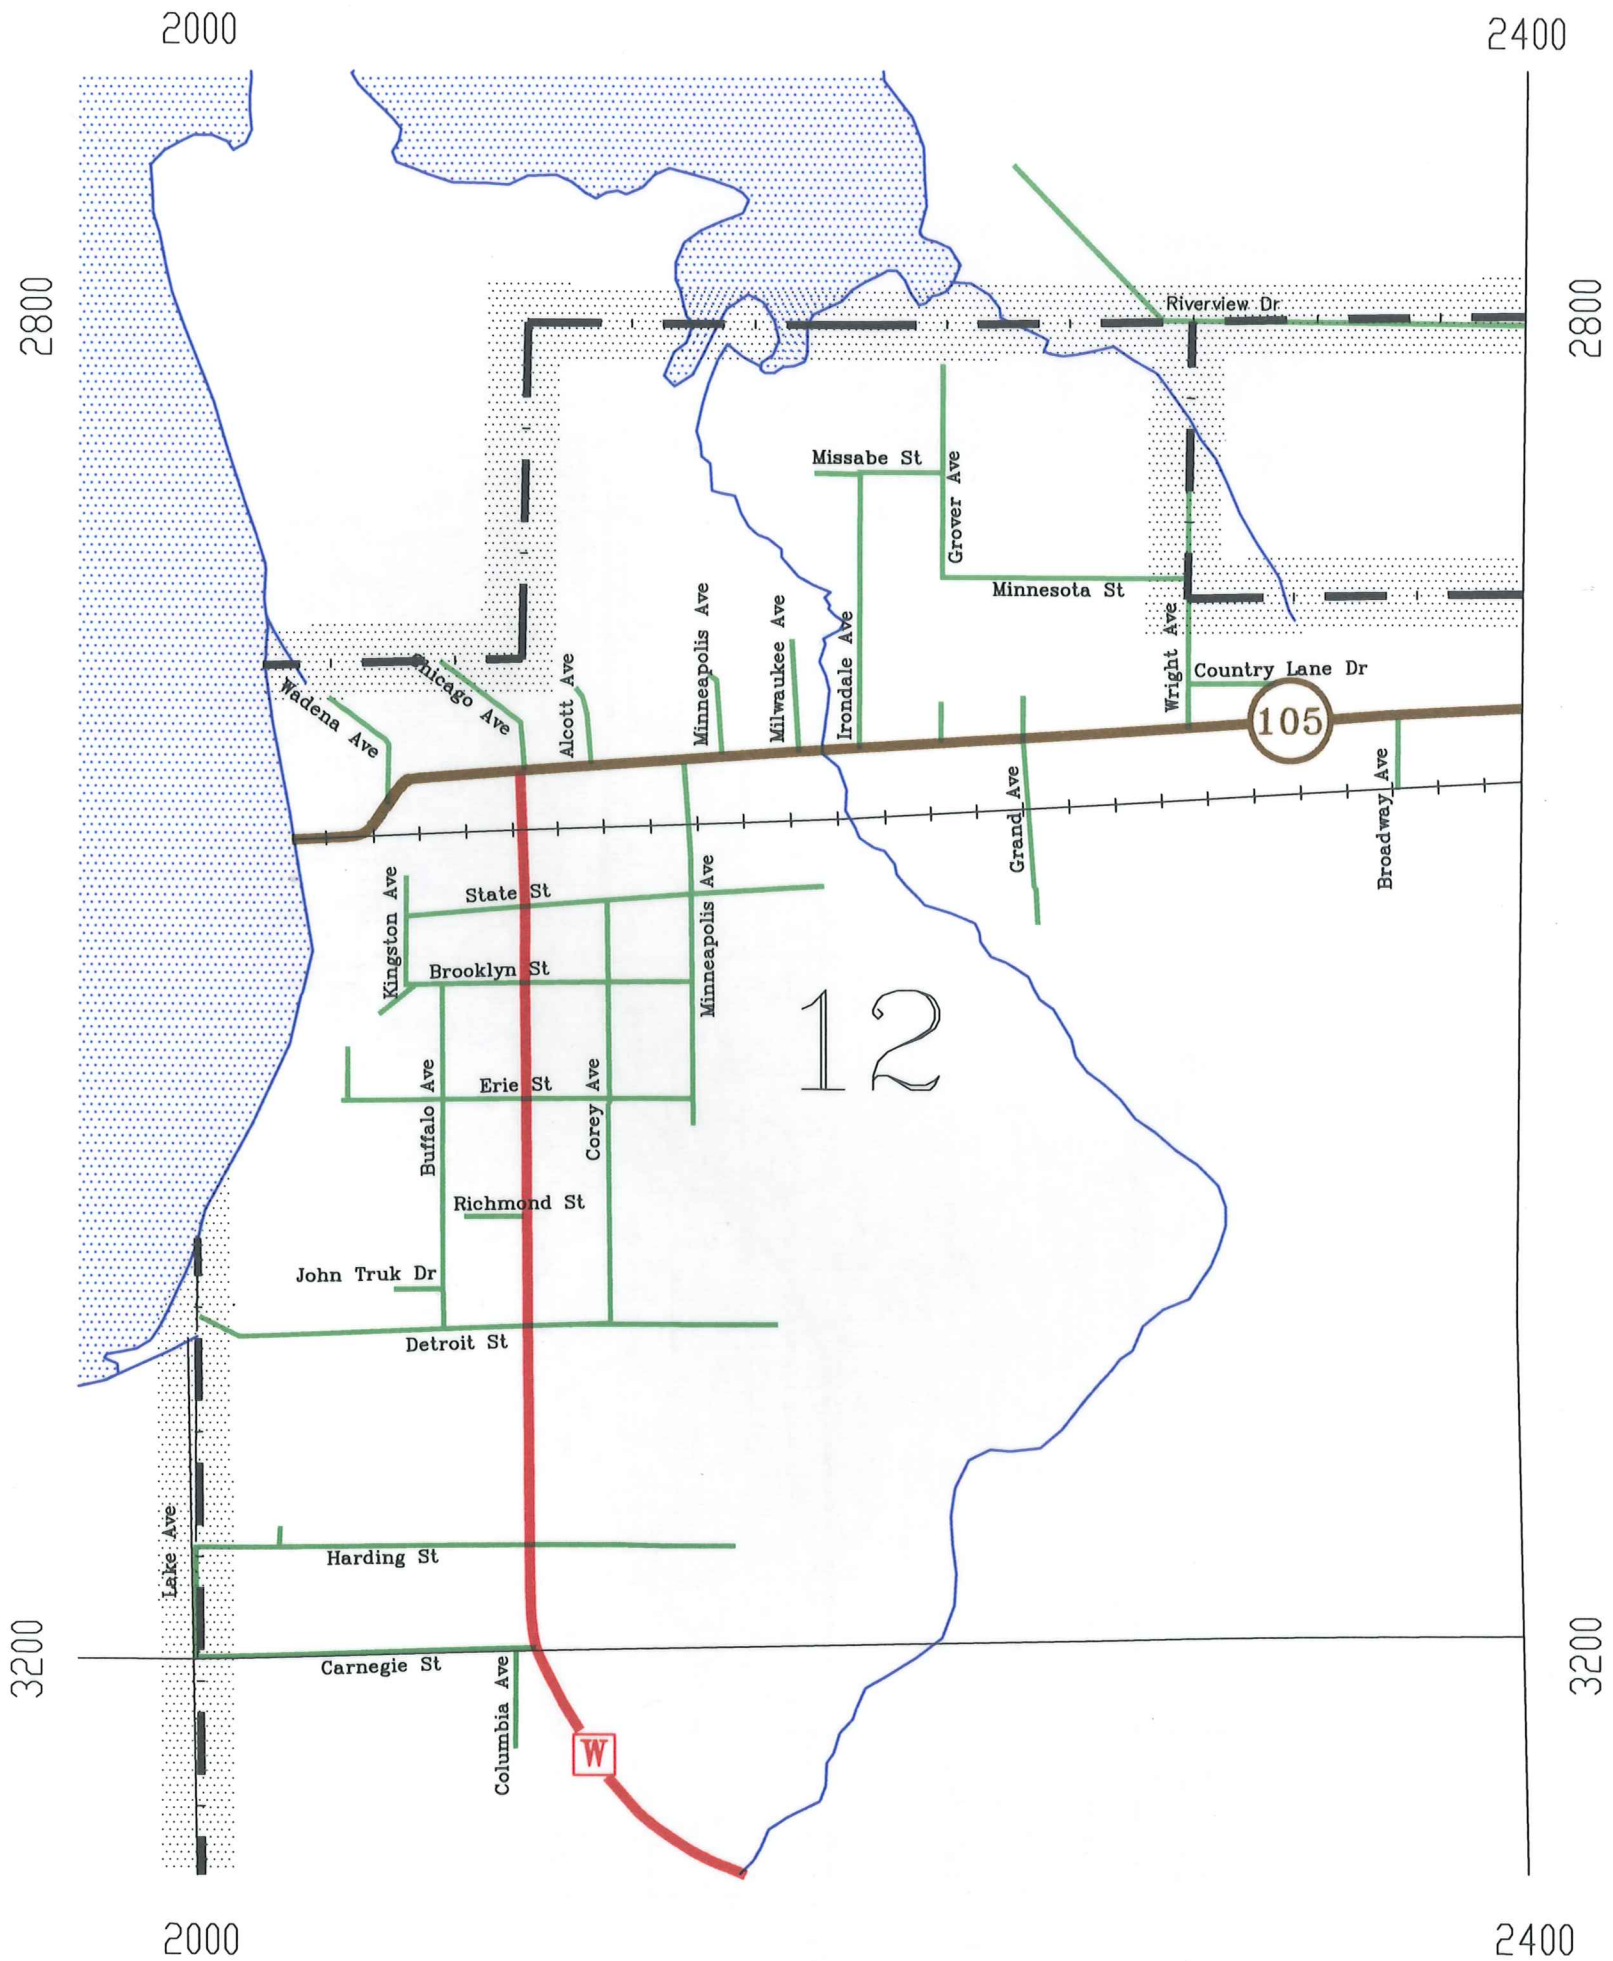 2000
2400
2800
2800
Riverview Dr
Missabe St
Grover Ave
Minnesota St
Minneapolis Ave
Milwaukee Ave
Irondale Ave
Wright Ave
Country Lane Dr
Wadena Ave
Chicago Ave
Alcott Ave
105
Grand Ave
Broadway Ave
Kingston Ave
State St
Minneapolis Ave
Brooklyn St
12
Buffalo Ave
Erie St
Corey Ave
Richmond St
John Truk Dr
Detroit St
Lake Ave
Harding St
3200
3200
Carnegie St
Columbia Ave
W
2000
2400